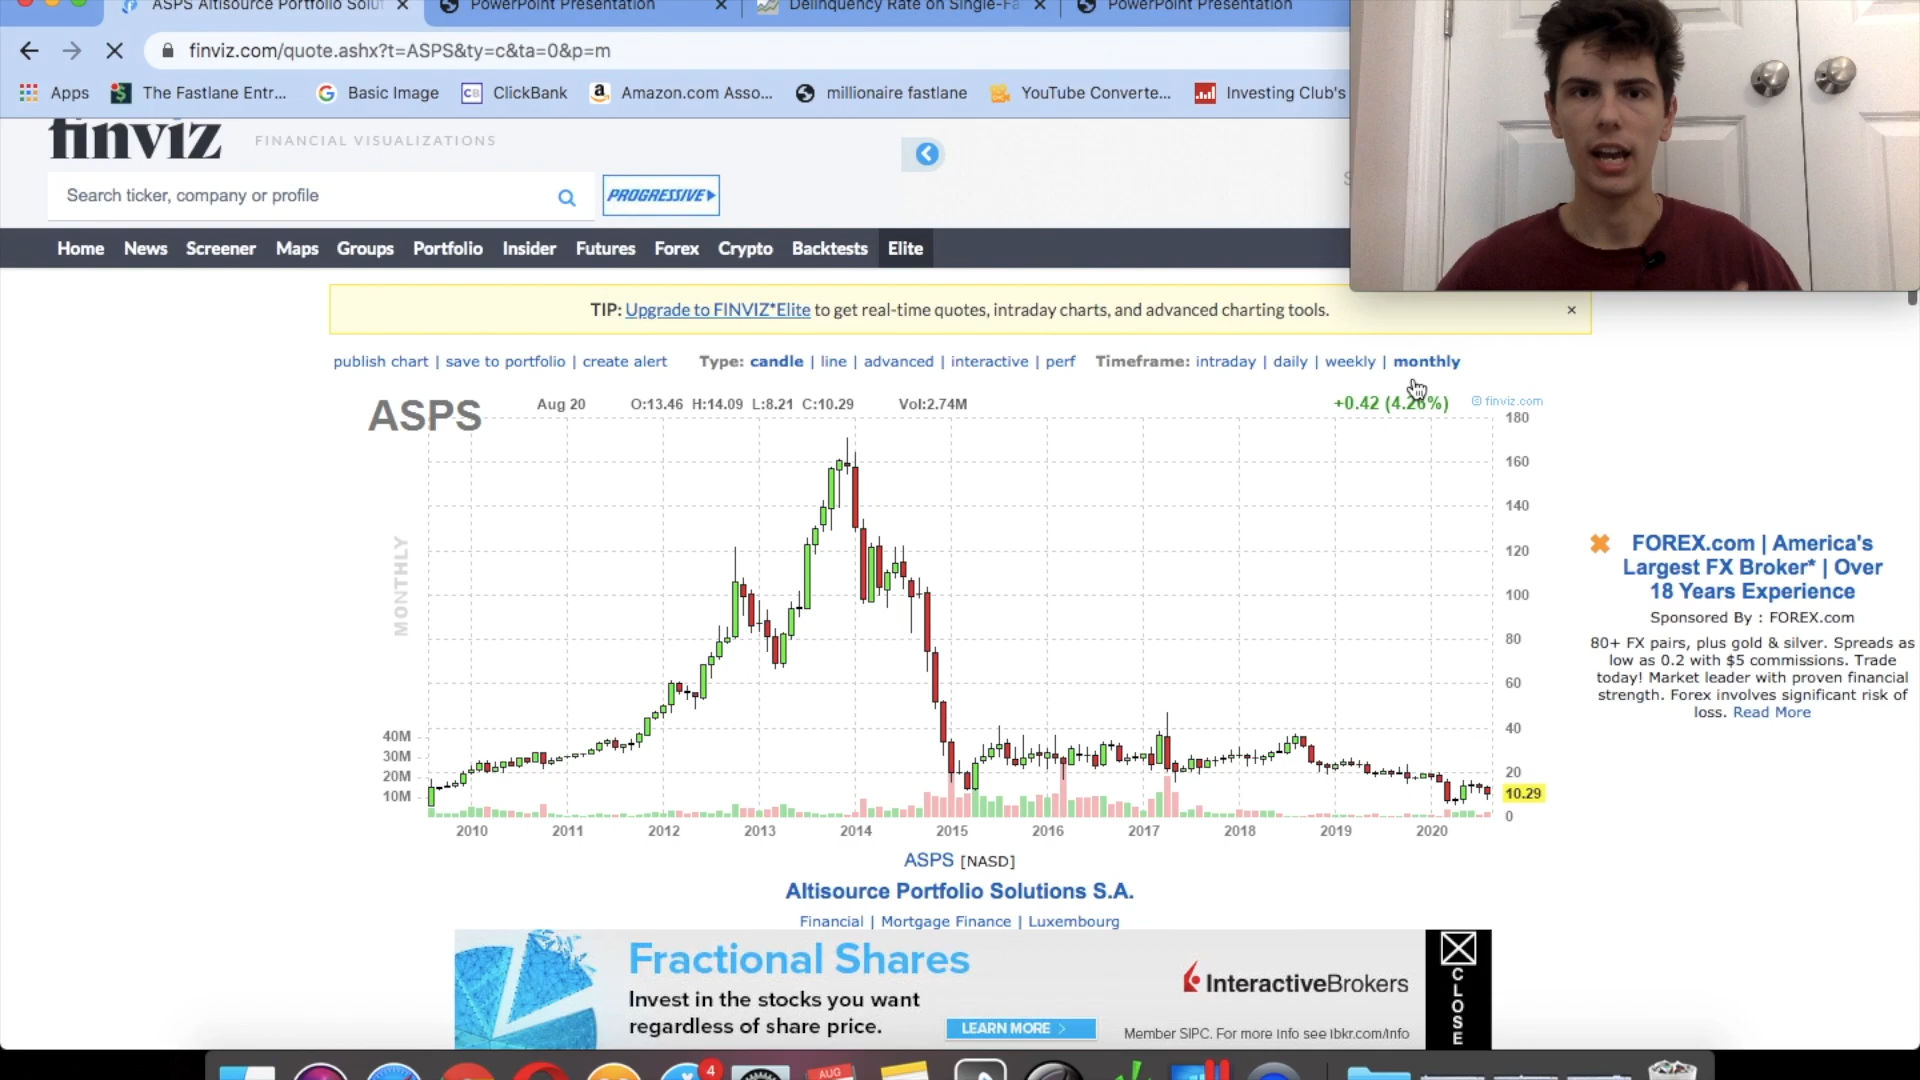 ASPS Altisource Portfolio Solut
PowerPoint Presentation
Delinquency Rate on Single-Fa
PowerPoint Presentation
finviz.com/quote.ashx?t=ASPS&ty=c&ta=0&p=m
Apps
The Fastlane Entr...
Basic Image
CB
ClickBank
Amazon.com Asso...
millionaire fastlane
YouTube Converte...
Investing Club's
finviz
FINANCIAL VISUALIZATIONS
Search ticker, company or profile
PROGRESSIVE
Home News Screener Maps Groups Portfolio Insider Futures Forex Crypto Backtests Elite
TIP: Upgrade to FINVIZ*Elite to get real-time quotes, intraday charts, and advanced charting tools.
×
publish chart | save to portfolio | create alert
Type: candle | line | advanced | interactive | perf
Timeframe: intraday | daily | weekly | monthly
ASPS
Aug 20
O:13.46 H:14.09 L:8.21 C:10.29
Vol:2.74M
+0.42 (4.26%)
© finviz.com
MONTHLY
180
160
140
120
100
80
60
40
20
10.29
0
40M
30M
20M
10M
2010 2011 2012 2013 2014 2015 2016 2017 2018 2019 2020
ASPS [NASD]
Altisource Portfolio Solutions S.A.
Financial | Mortgage Finance | Luxembourg
FOREX.com | America's
Largest FX Broker* | Over
18 Years Experience
Sponsored By : FOREX.com
80+ FX pairs, plus gold & silver. Spreads as
low as 0.2 with $5 commissions. Trade
today! Market leader with proven financial
strength. Forex involves significant risk of
loss. Read More
Fractional Shares
Invest in the stocks you want
regardless of share price.
LEARN MORE >
InteractiveBrokers
Member SIPC. For more info see ibkr.com/info
CLOSE
4
AUG